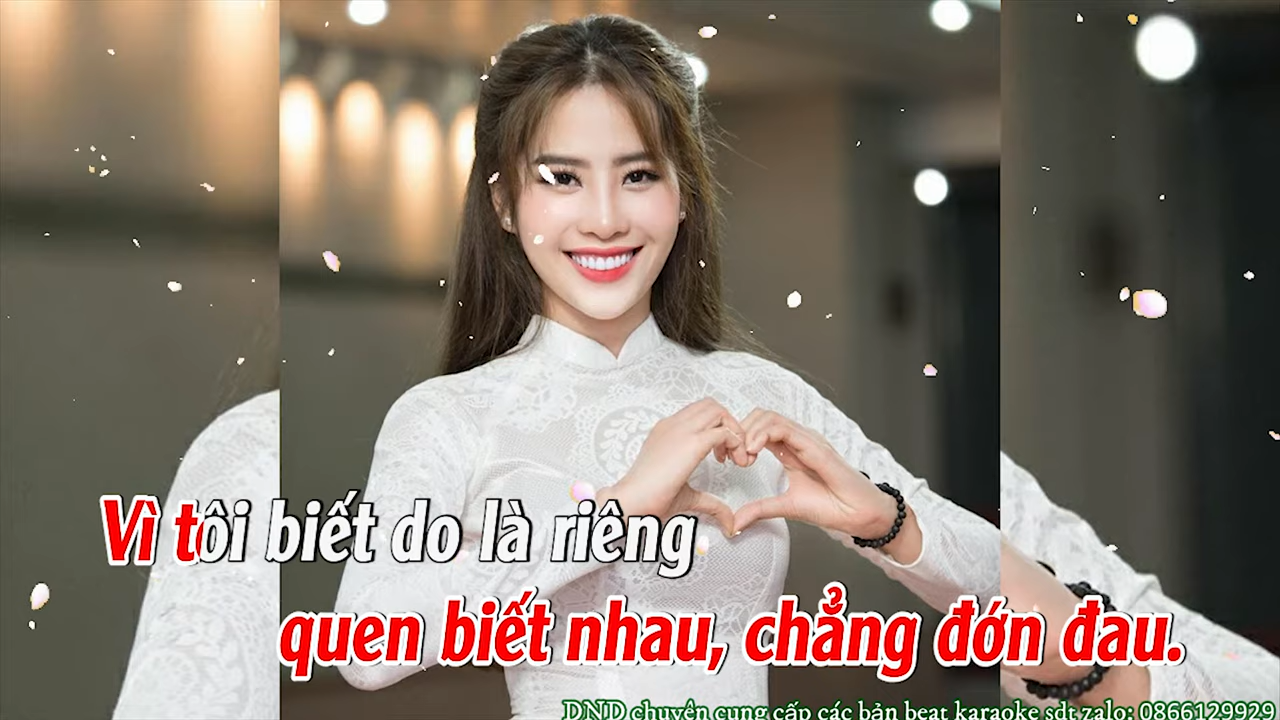 Vì tôi biết do là riêng
quen biết nhau, chẳng đớn đau.
DND chuyên cung cấp các bản beat karaoke sdt zalo: 0866129929